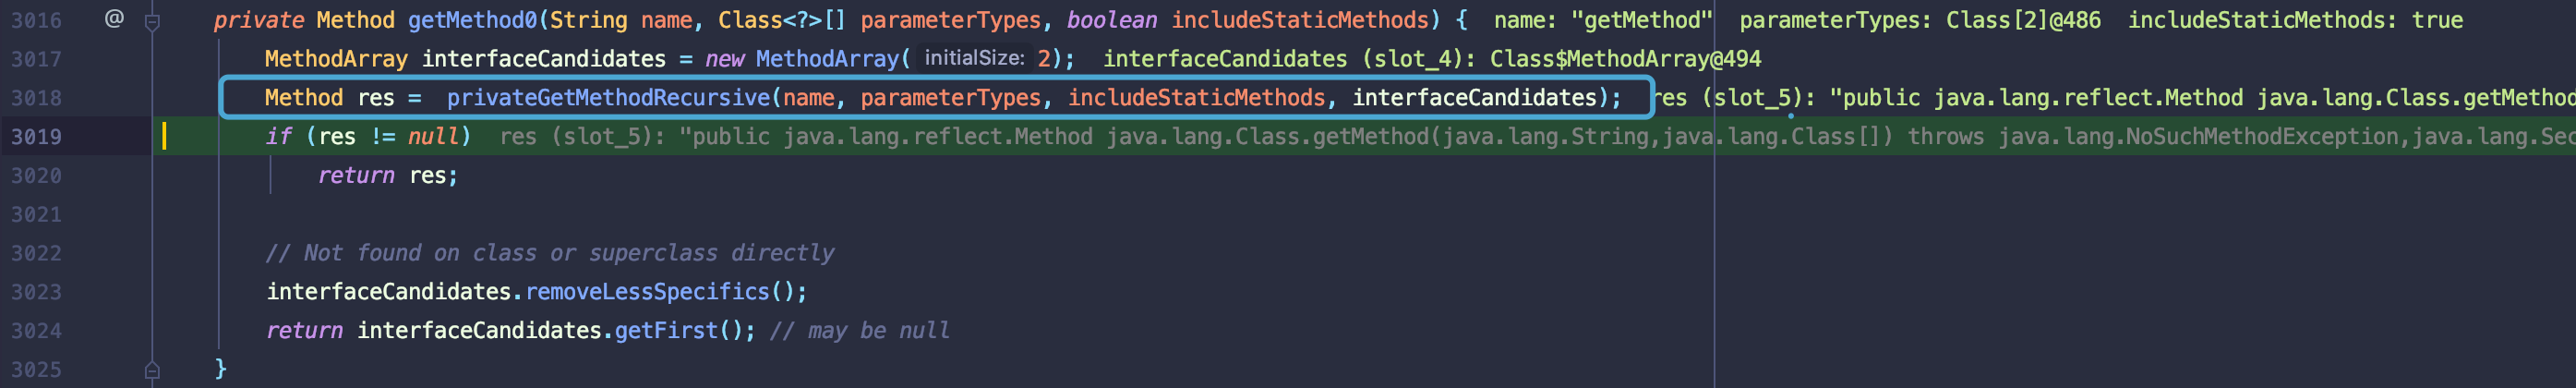 3016 @ private Method getMethod0(String name, Class<?>[] parameterTypes, boolean includeStaticMethods) { name: "getMethod" parameterTypes: Class[2]@486 includeStaticMethods: true
3017 MethodArray interfaceCandidates = new MethodArray( initialSize: 2); interfaceCandidates (slot_4): Class$MethodArray@494
3018 Method res = privateGetMethodRecursive(name, parameterTypes, includeStaticMethods, interfaceCandidates); res (slot_5): "public java.lang.reflect.Method java.lang.Class.getMethod
3019 if (res != null) res (slot_5): "public java.lang.reflect.Method java.lang.Class.getMethod(java.lang.String,java.lang.Class[]) throws java.lang.NoSuchMethodException,java.lang.Sec
3020 return res;
3021
3022 // Not found on class or superclass directly
3023 interfaceCandidates.removeLessSpecifics();
3024 return interfaceCandidates.getFirst(); // may be null
3025 }